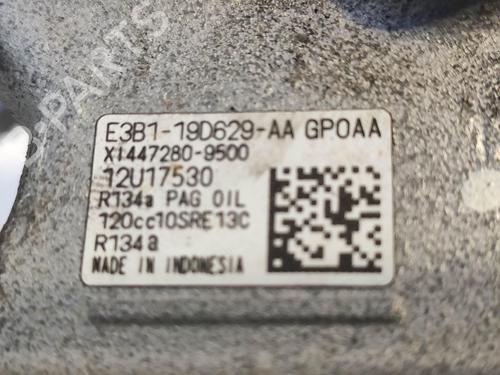 E3B1-19D629-AA GPOAA
XI447280-9500
12U17530
R134a PAG OIL
120cc10SRE13C
R134a
MADE IN INDONESIA